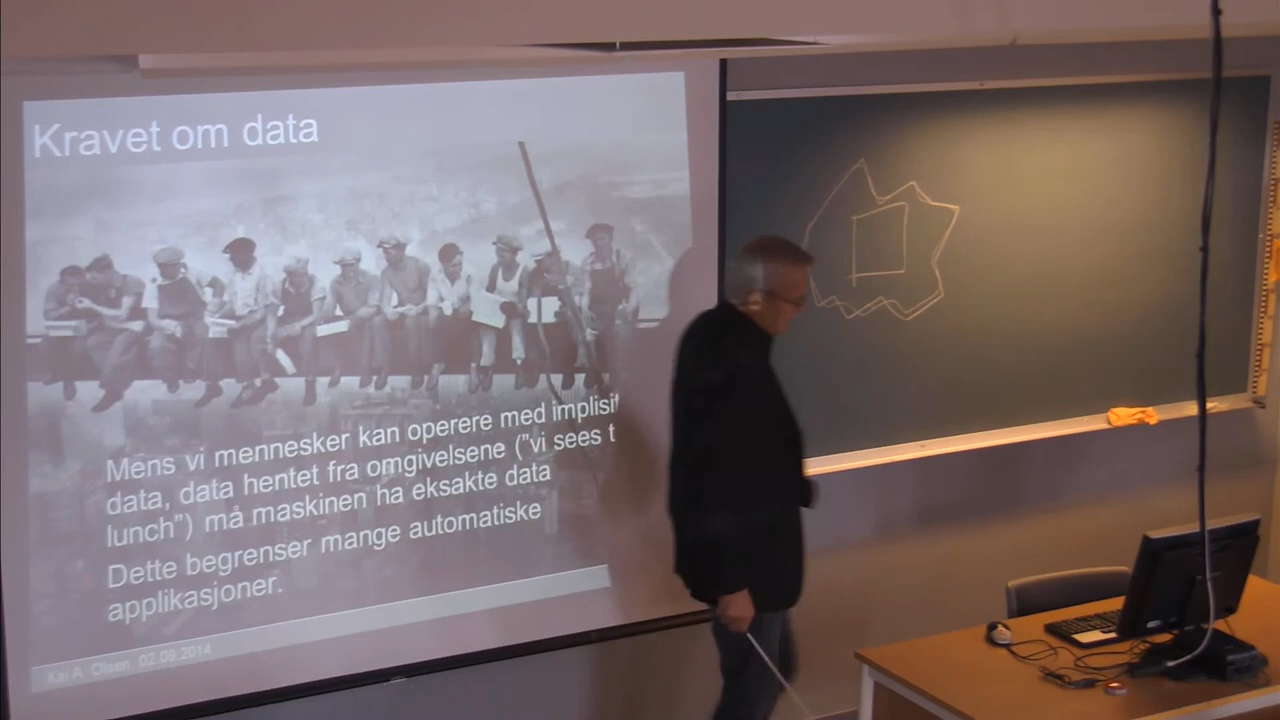 Kravet om data
Mens vi mennesker kan operere med implisit
data, data hentet fra omgivelsene ("vi sees t
lunch") må maskinen ha eksakte data
Dette begrenser mange automatiske
applikasjoner.
Kai A. Olsen 02.09.2014